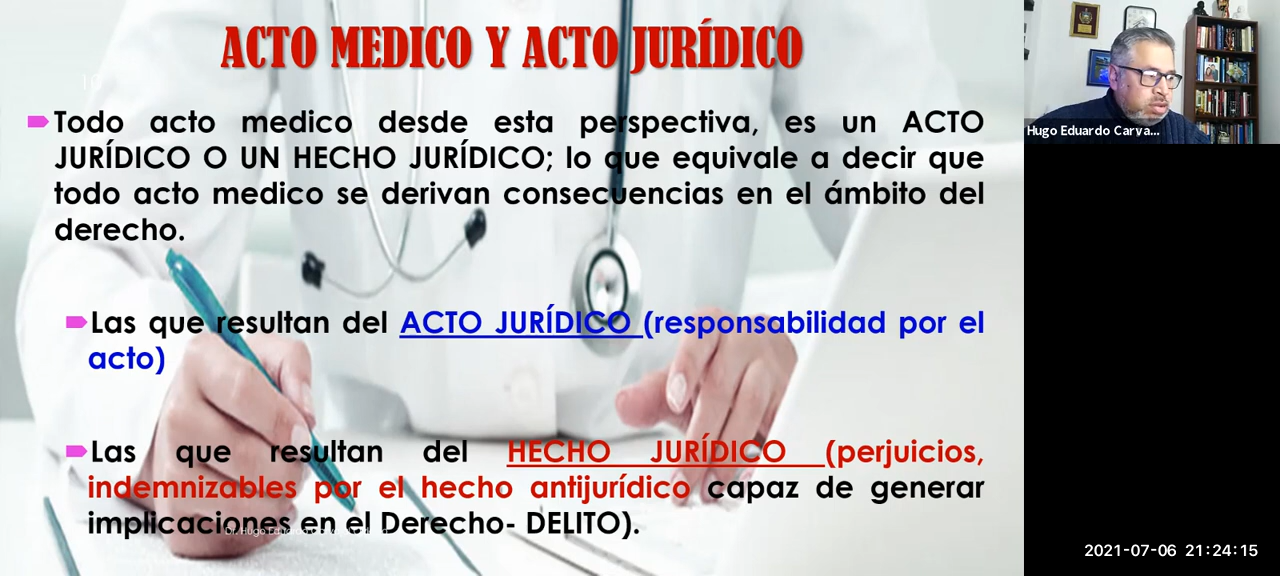 ACTO MEDICO Y ACTO JURÍDICO
Todo acto medico desde esta perspectiva, es un ACTO
JURÍDICO O UN HECHO JURÍDICO; lo que equivale a decir que
todo acto medico se derivan consecuencias en el ámbito del
derecho.
Las que resultan del ACTO JURÍDICO (responsabilidad por el
acto)
Las que resultan del HECHO JURÍDICO (perjuicios,
indemnizables por el hecho antijurídico capaz de generar
implicaciones en el Derecho- DELITO).
Dr. Hugo
Hugo Eduardo Carva...
2021-07-06 21:24:15